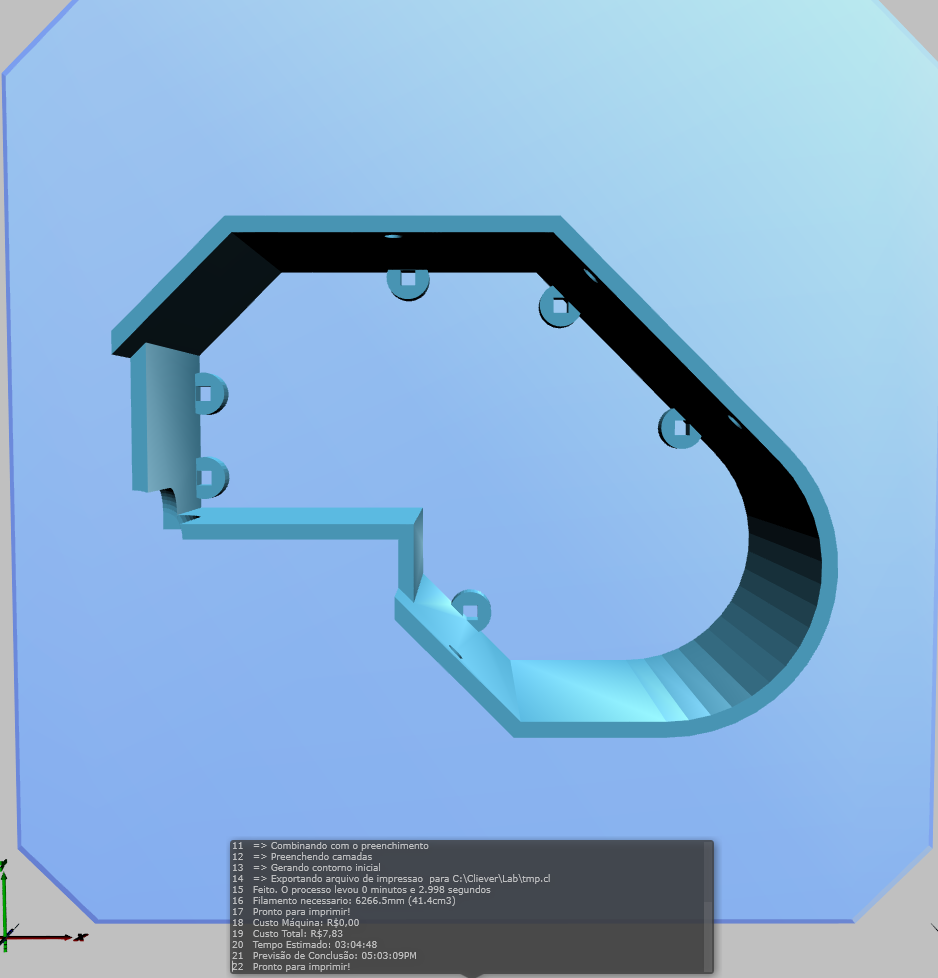 11 => Combinando com o preenchimento
12 => Preenchendo camadas
13 => Gerando contorno inicial
14 => Exportando arquivo de impressao para C:\Cliever\Lab\tmp.cl
15 Feito. O processo levou 0 minutos e 2.998 segundos
16 Filamento necessario: 6266.5mm (41.4cm3)
17 Pronto para imprimir!
18 Custo Máquina: R$0,00
19 Custo Total: R$7,83
20 Tempo Estimado: 03:04:48
21 Previsão de Conclusão: 05:03:09PM
22 Pronto para imprimir!
x